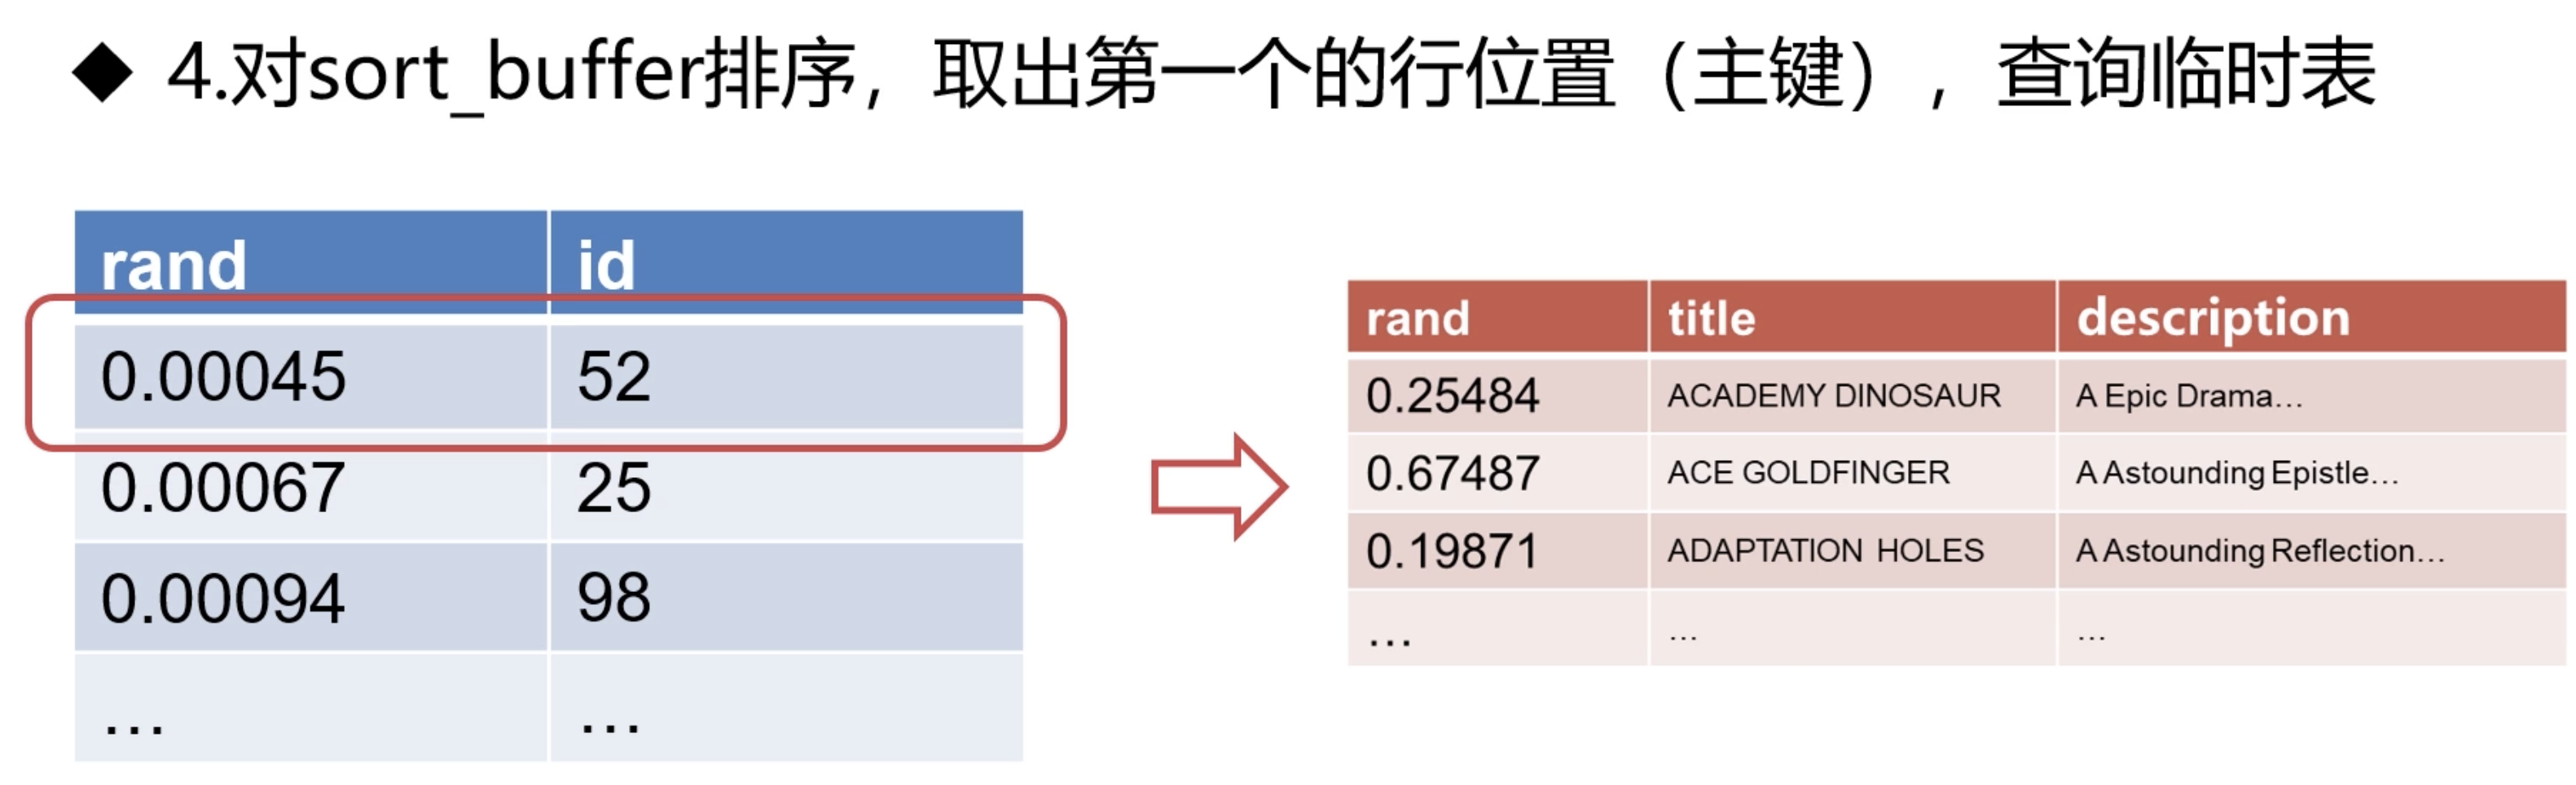 ◆ 4.对sort_buffer排序，取出第一个的行位置（主键），查询临时表
rand id
0.00045 52
0.00067 25
0.00094 98
… …
rand title description
0.25484 ACADEMY DINOSAUR A Epic Drama…
0.67487 ACE GOLDFINGER A Astounding Epistle…
0.19871 ADAPTATION HOLES A Astounding Reflection…
… … …